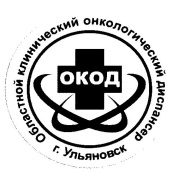 Областной клинический онкологический диспансер
ОКОД
г. Ульяновск